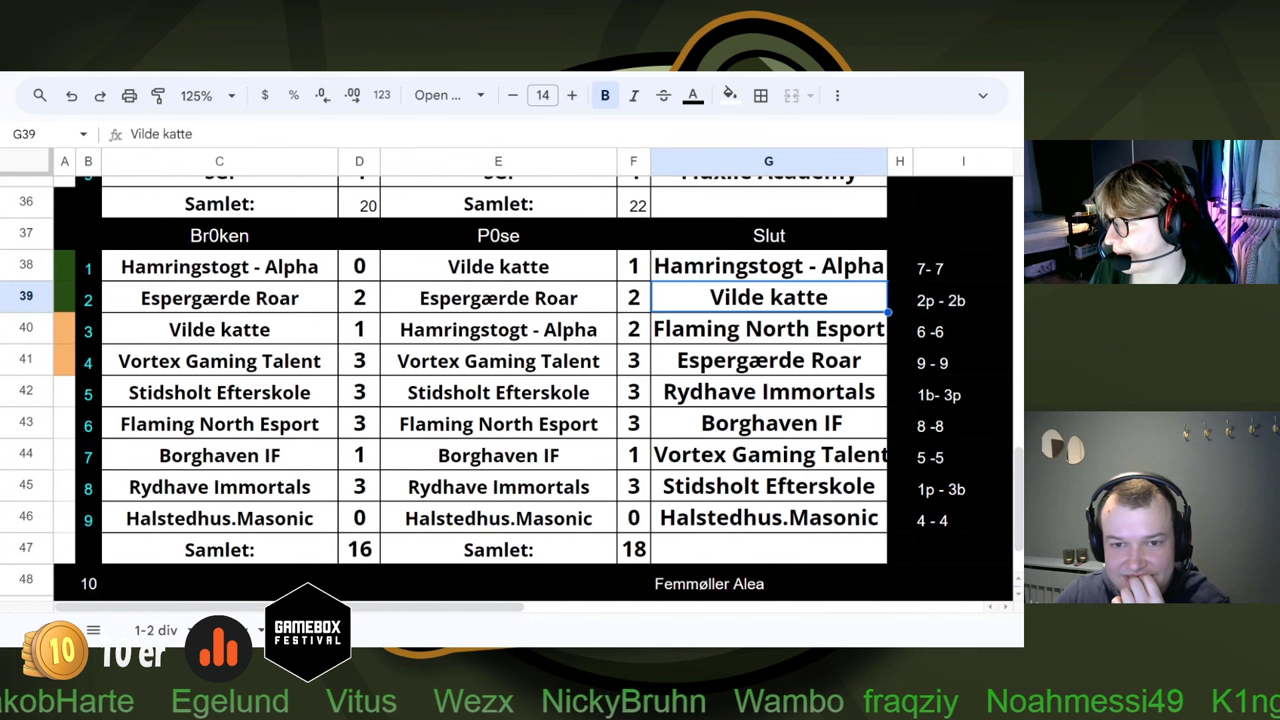 125% $ % .0 .00 123 Open ... 14 B I A
G39 fx Vilde katte
A B C D E F G H I
36 Samlet: 20 Samlet: 22
37 Br0ken P0se Slut
38 1 Hamringstogt - Alpha 0 Vilde katte 1 Hamringstogt - Alpha 7- 7
39 2 Espergærde Roar 2 Espergærde Roar 2 Vilde katte 2p - 2b
40 3 Vilde katte 1 Hamringstogt - Alpha 2 Flaming North Esport 6 -6
41 4 Vortex Gaming Talent 3 Vortex Gaming Talent 3 Espergærde Roar 9 - 9
42 5 Stidsholt Efterskole 3 Stidsholt Efterskole 3 Rydhave Immortals 1b- 3p
43 6 Flaming North Esport 3 Flaming North Esport 3 Borghaven IF 8 -8
44 7 Borghaven IF 1 Borghaven IF 1 Vortex Gaming Talent 5 -5
45 8 Rydhave Immortals 3 Rydhave Immortals 3 Stidsholt Efterskole 1p - 3b
46 9 Halstedhus.Masonic 0 Halstedhus.Masonic 0 Halstedhus.Masonic 4 - 4
47 Samlet: 16 Samlet: 18
48 10 Femmøller Alea
1-2 div
10 10'er
GAMEBOX
FESTIVAL
akobHarte Egelund Vitus Wezx NickyBruhn Wambo fraqziy Noahmessi49 K1ng